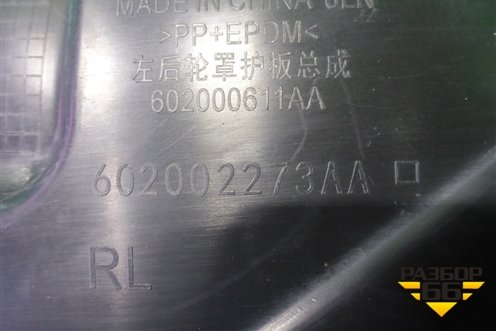 MADE IN CHINA
>PP+EPDM<
左后轮罩护板总成
602000611AA
602002273AA
RL
РАЗБОР
66